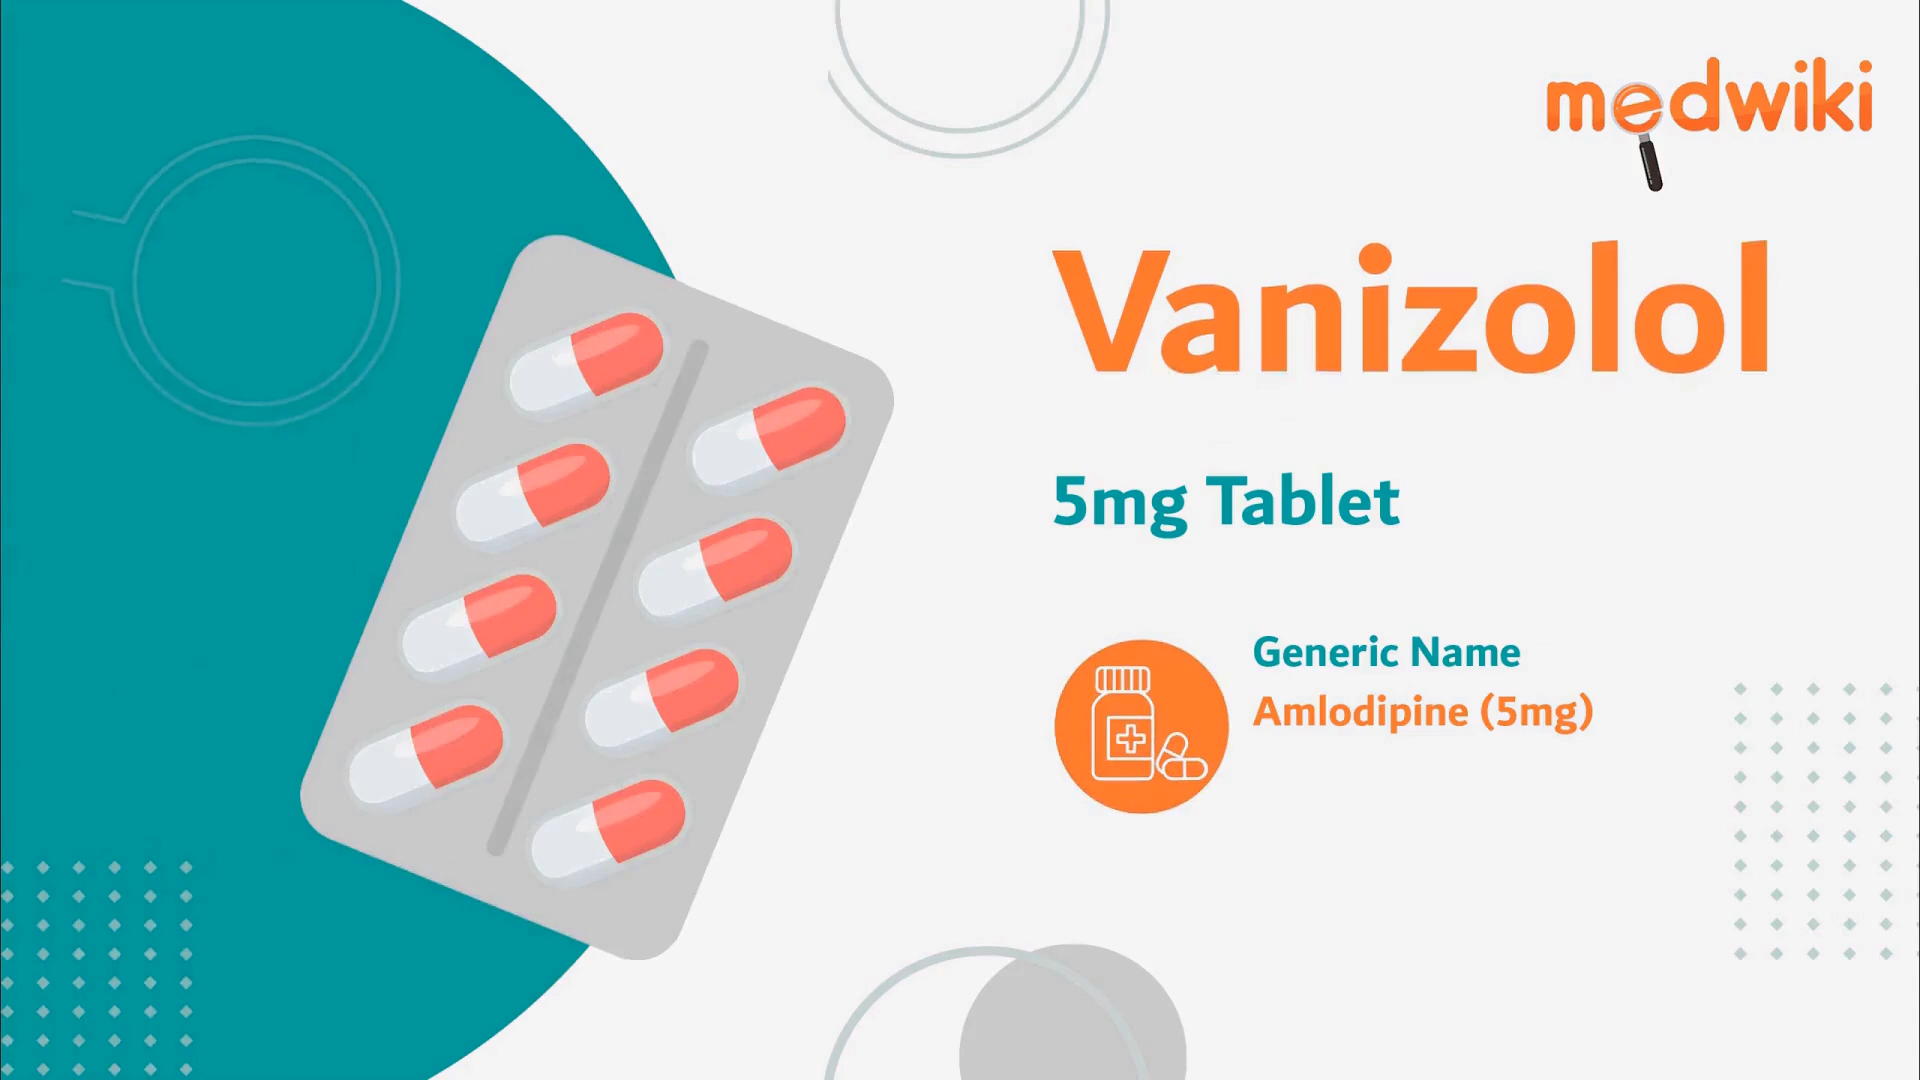 medwiki
Vanizolol
5mg Tablet
Generic Name
Amlodipine (5mg)